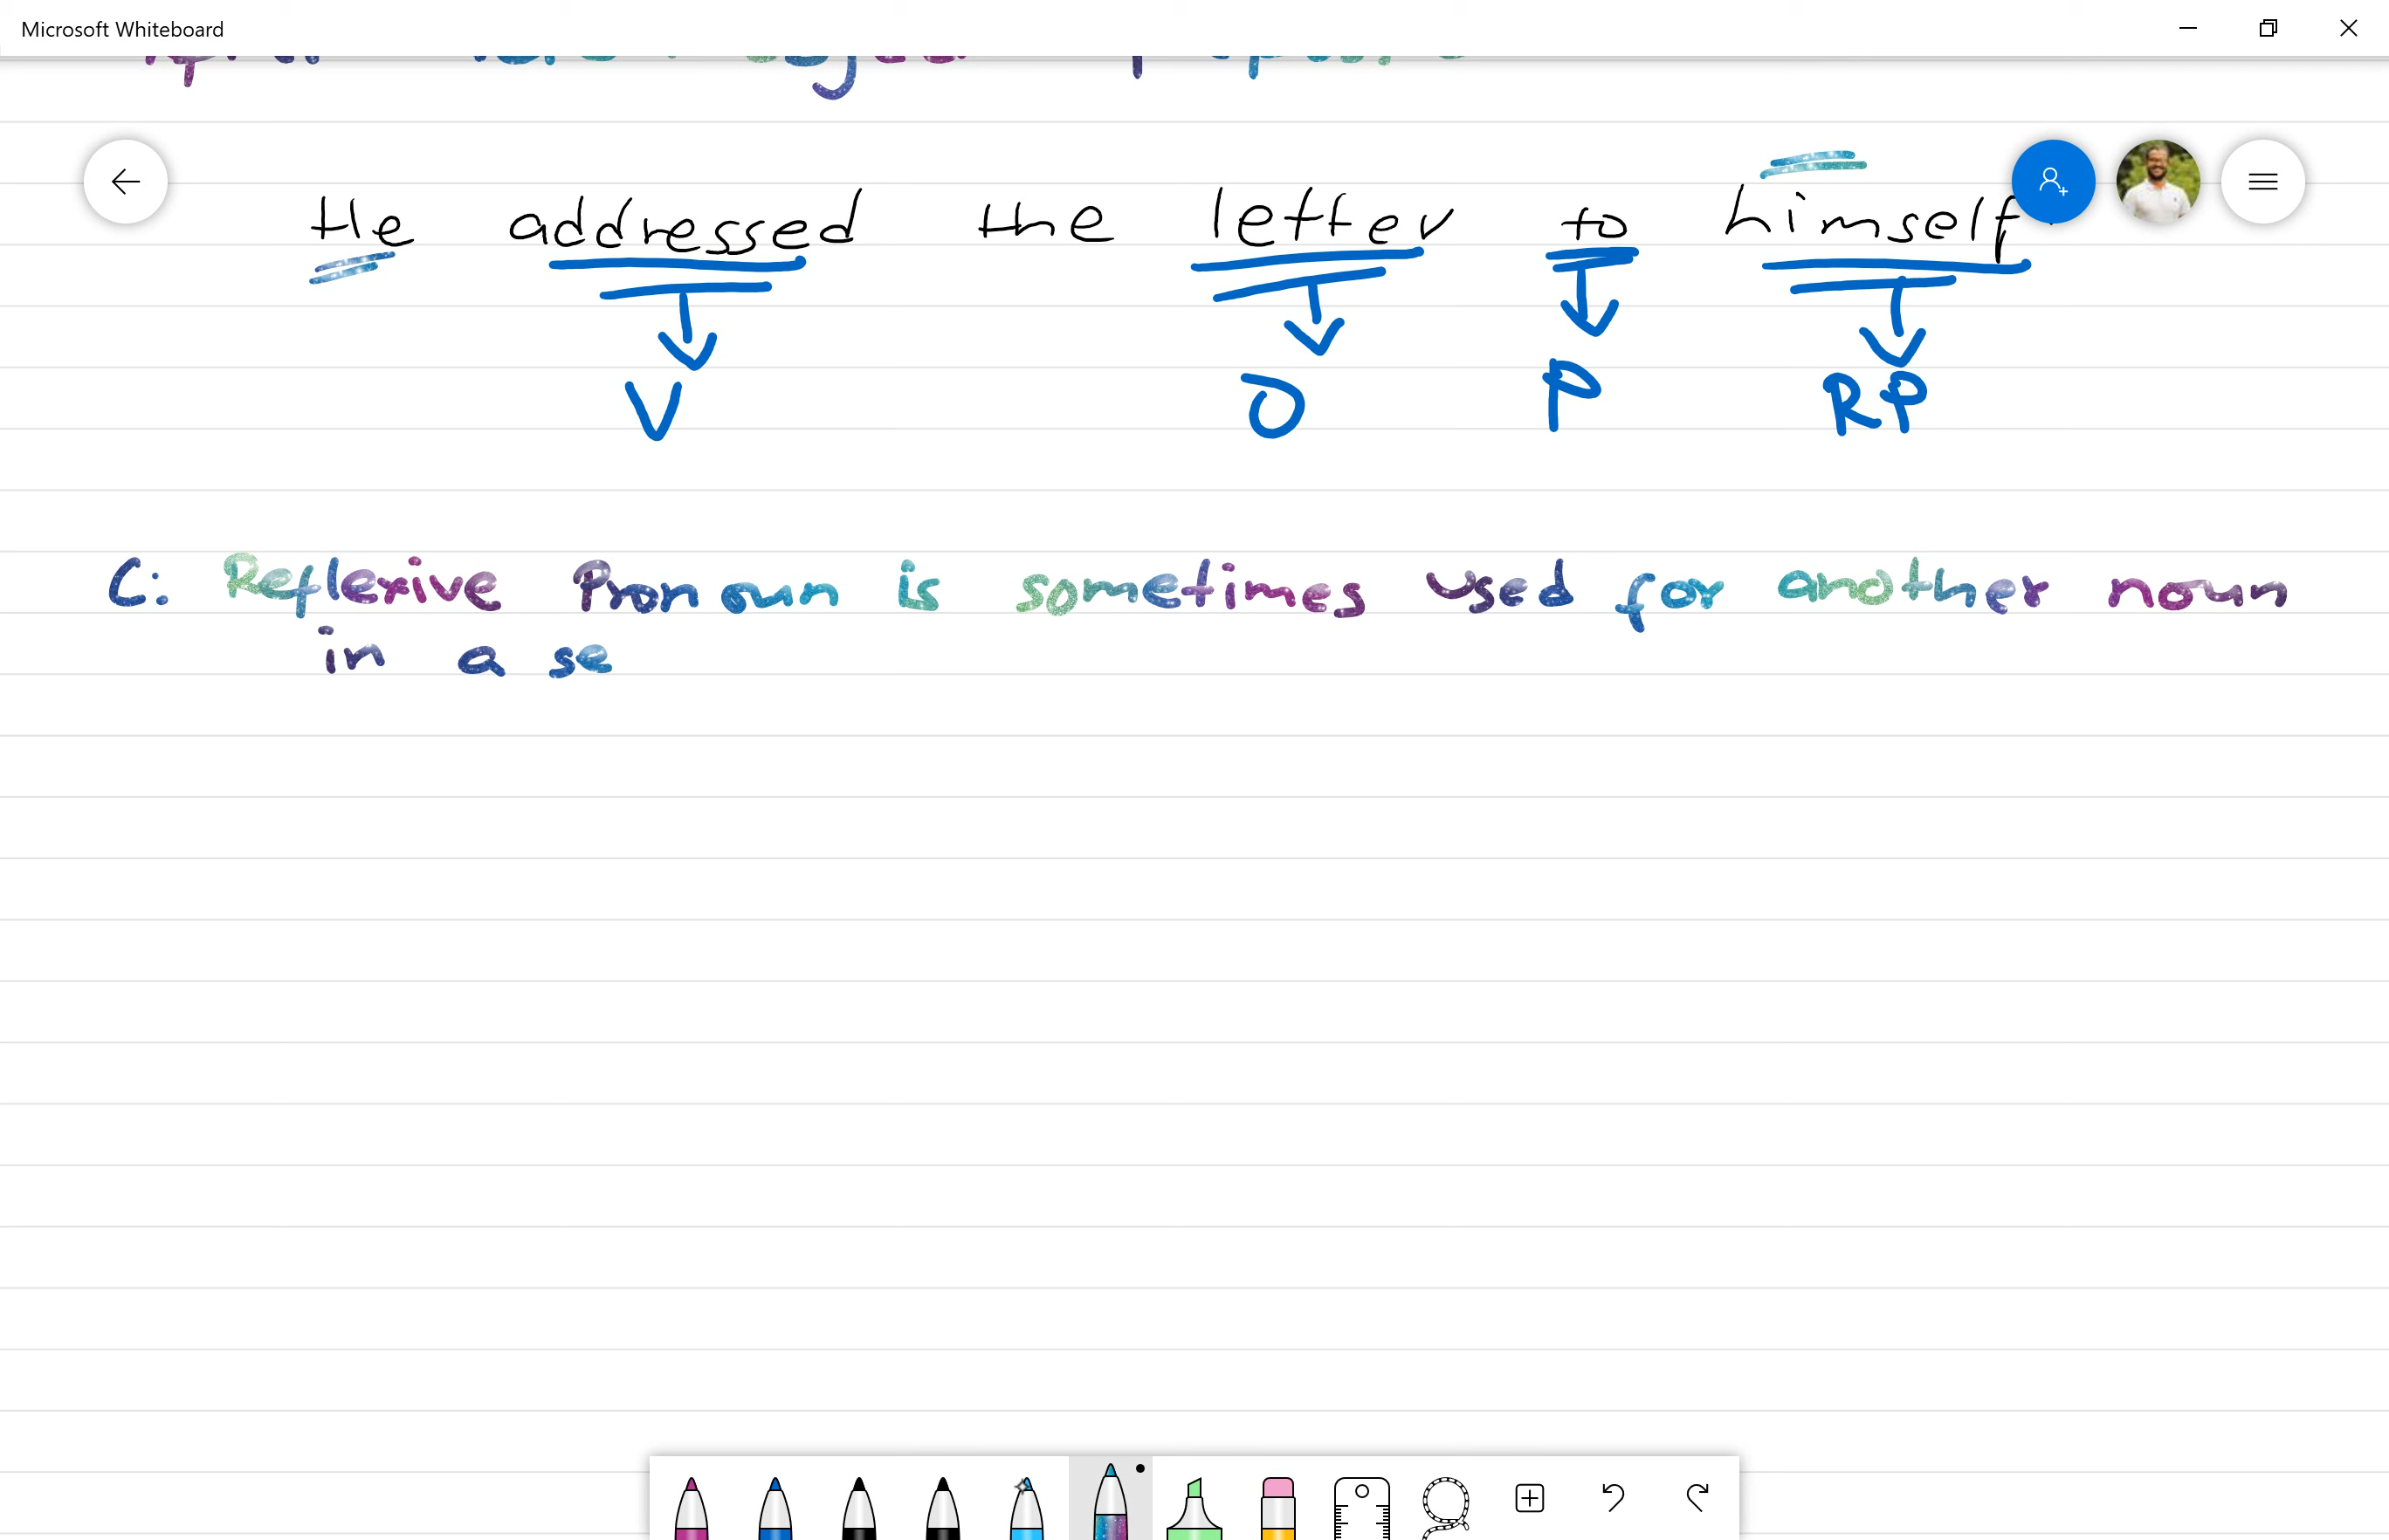 Microsoft Whiteboard
He addressed the letter to himself.
V O P RP
C: Reflexive Pronoun is sometimes used for another noun
in a se